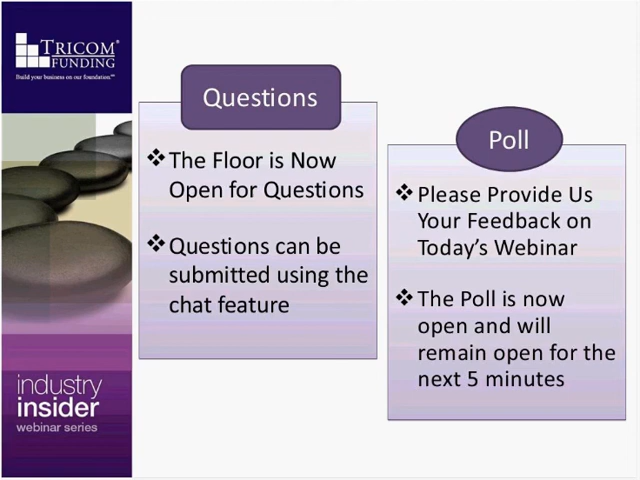 TRICOM®
FUNDING
Build your business on our foundation.℠
Questions
❖The Floor is Now
Open for Questions
❖Questions can be
submitted using the
chat feature
Poll
❖Please Provide Us
Your Feedback on
Today's Webinar
❖The Poll is now
open and will
remain open for the
next 5 minutes
industry
insider
webinar series